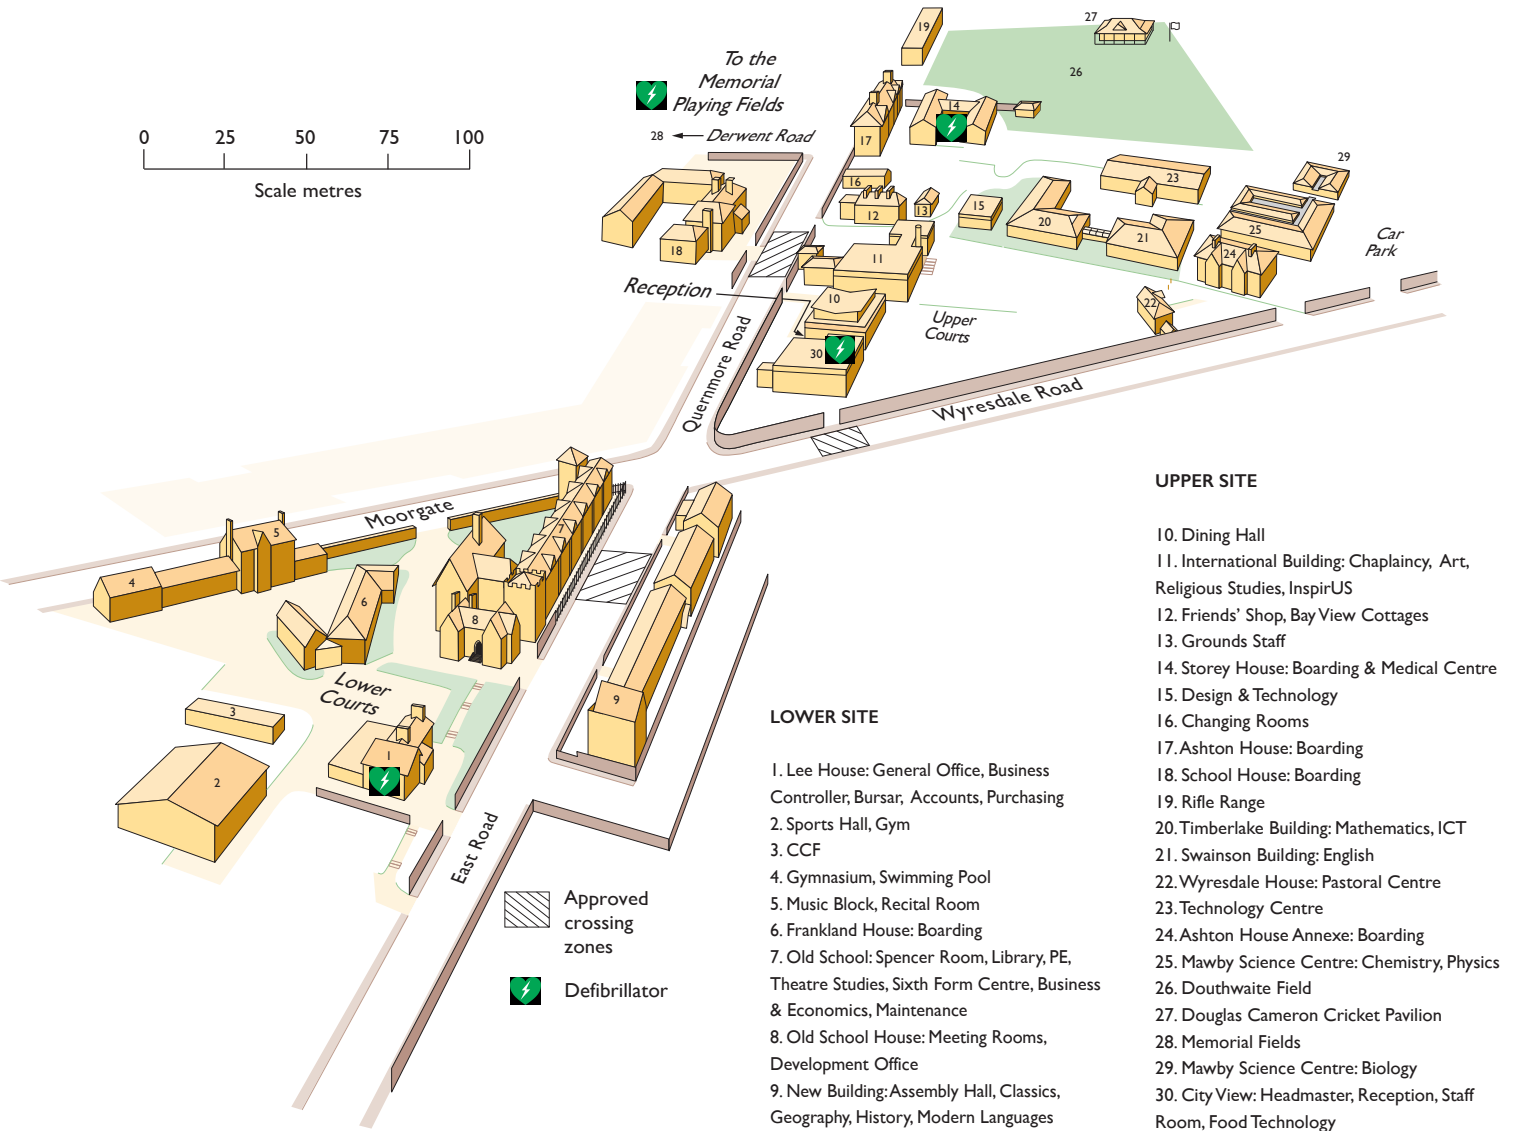 27
19
To the
Memorial
Playing Fields
26
14
0 25 50 75 100
28
Derwent Road
17
29
Scale metres
16
23
15
13
12
20
21
25
18
11
24
Car
Park
Reception
10
22
Upper
Courts
30
Quernmore Road
Wyresdale Road
Moorgate
5
7
4
6
8
Lower
Courts
3
9
1
2
East Road
Approved
crossing
zones
Defibrillator
LOWER SITE
1. Lee House: General Office, Business
Controller, Bursar, Accounts, Purchasing
2. Sports Hall, Gym
3. CCF
4. Gymnasium, Swimming Pool
5. Music Block, Recital Room
6. Frankland House: Boarding
7. Old School: Spencer Room, Library, PE,
Theatre Studies, Sixth Form Centre, Business
& Economics, Maintenance
8. Old School House: Meeting Rooms,
Development Office
9. New Building: Assembly Hall, Classics,
Geography, History, Modern Languages
UPPER SITE
10. Dining Hall
11. International Building: Chaplaincy, Art,
Religious Studies, InspirUS
12. Friends' Shop, Bay View Cottages
13. Grounds Staff
14. Storey House: Boarding & Medical Centre
15. Design & Technology
16. Changing Rooms
17. Ashton House: Boarding
18. School House: Boarding
19. Rifle Range
20. Timberlake Building: Mathematics, ICT
21. Swainson Building: English
22. Wyresdale House: Pastoral Centre
23. Technology Centre
24. Ashton House Annexe: Boarding
25. Mawby Science Centre: Chemistry, Physics
26. Douthwaite Field
27. Douglas Cameron Cricket Pavilion
28. Memorial Fields
29. Mawby Science Centre: Biology
30. City View: Headmaster, Reception, Staff
Room, Food Technology